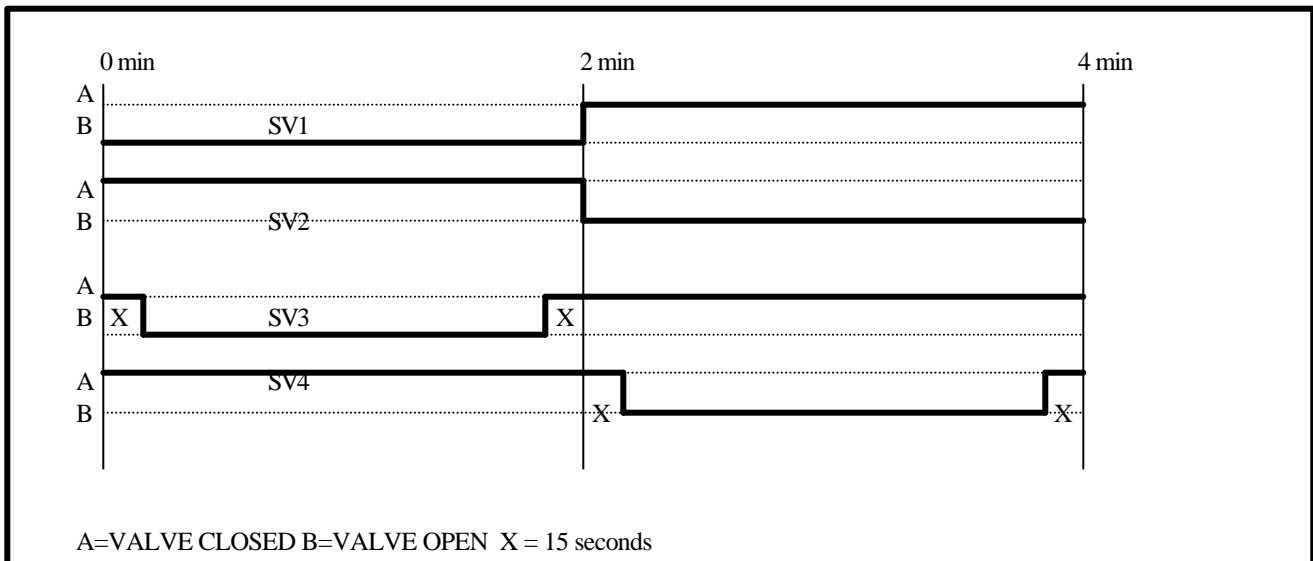 0 min 2 min 4 min
A
B SV1
A
B SV2
A
B X SV3 X
A SV4
B X X
A=VALVE CLOSED B=VALVE OPEN X = 15 seconds